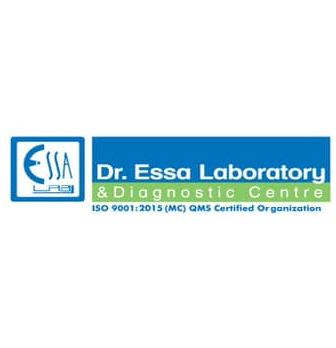 ESSA
LAB
Dr. Essa Laboratory
& Diagnostic Centre
ISO 9001:2015 (MC) QMS Certified Organization